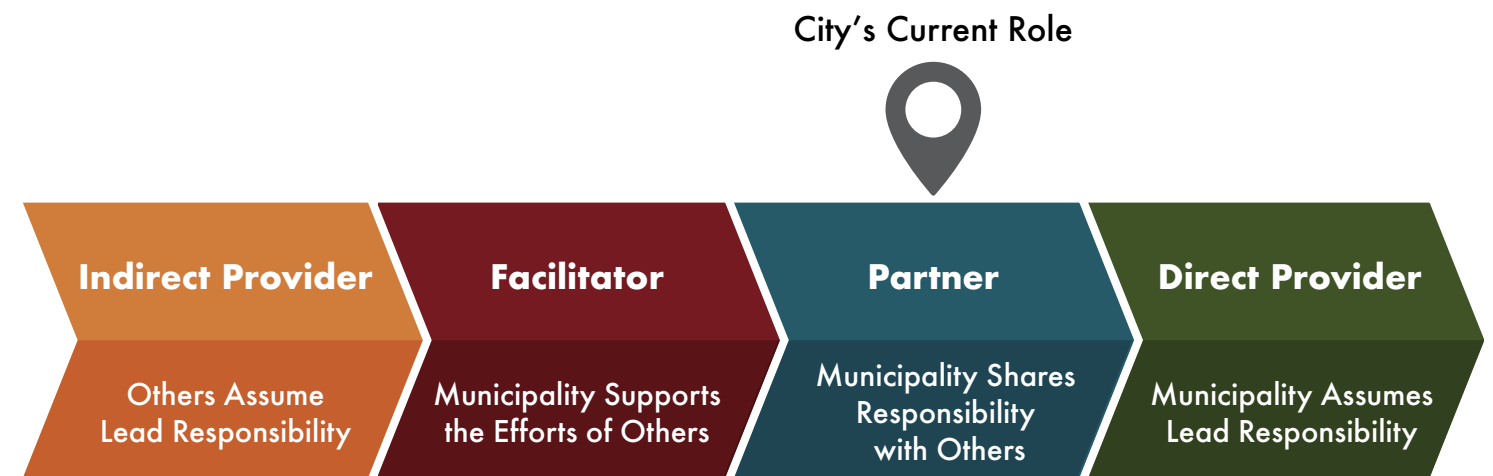 City’s Current Role
Indirect Provider
Others Assume
Lead Responsibility
Facilitator
Municipality Supports
the Efforts of Others
Partner
Municipality Shares
Responsibility
with Others
Direct Provider
Municipality Assumes
Lead Responsibility